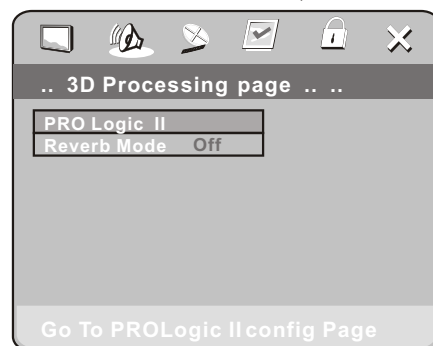 .. 3D Processing page .. ..
PRO Logic II
Reverb Mode Off
Go To PROLogic II config Page